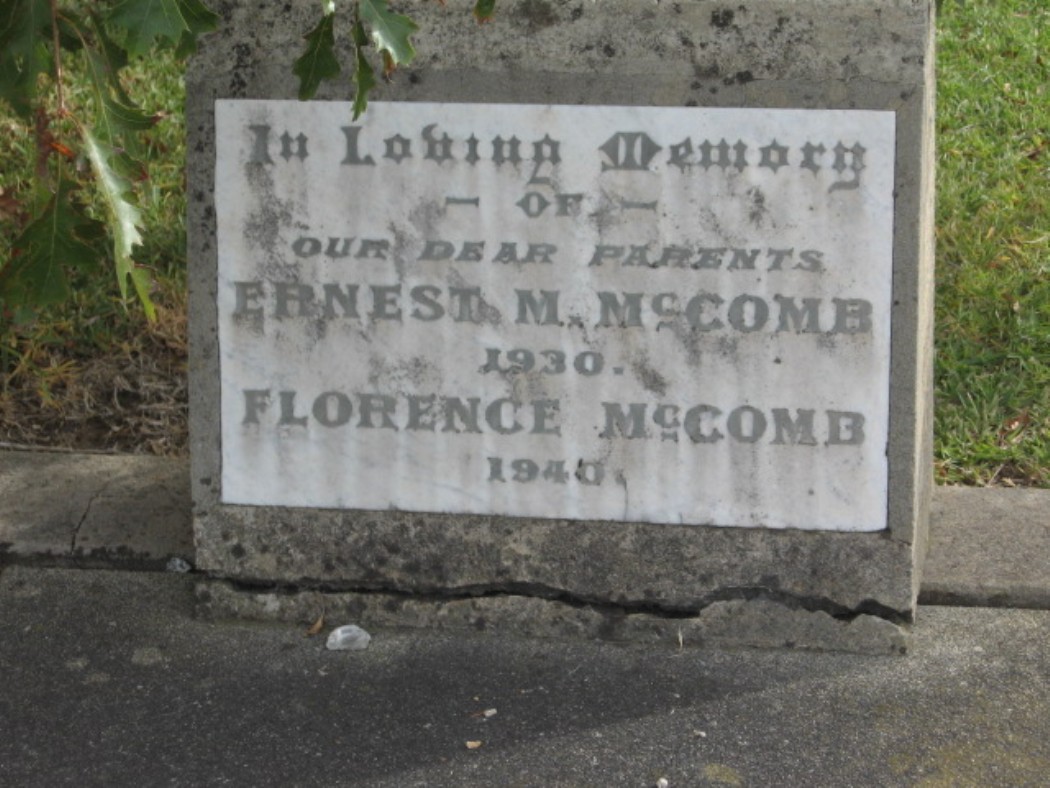 In Loving Memory
— OF —
OUR DEAR PARENTS
ERNEST. M. McCOMB
1930.
FLORENCE McCOMB
1940.